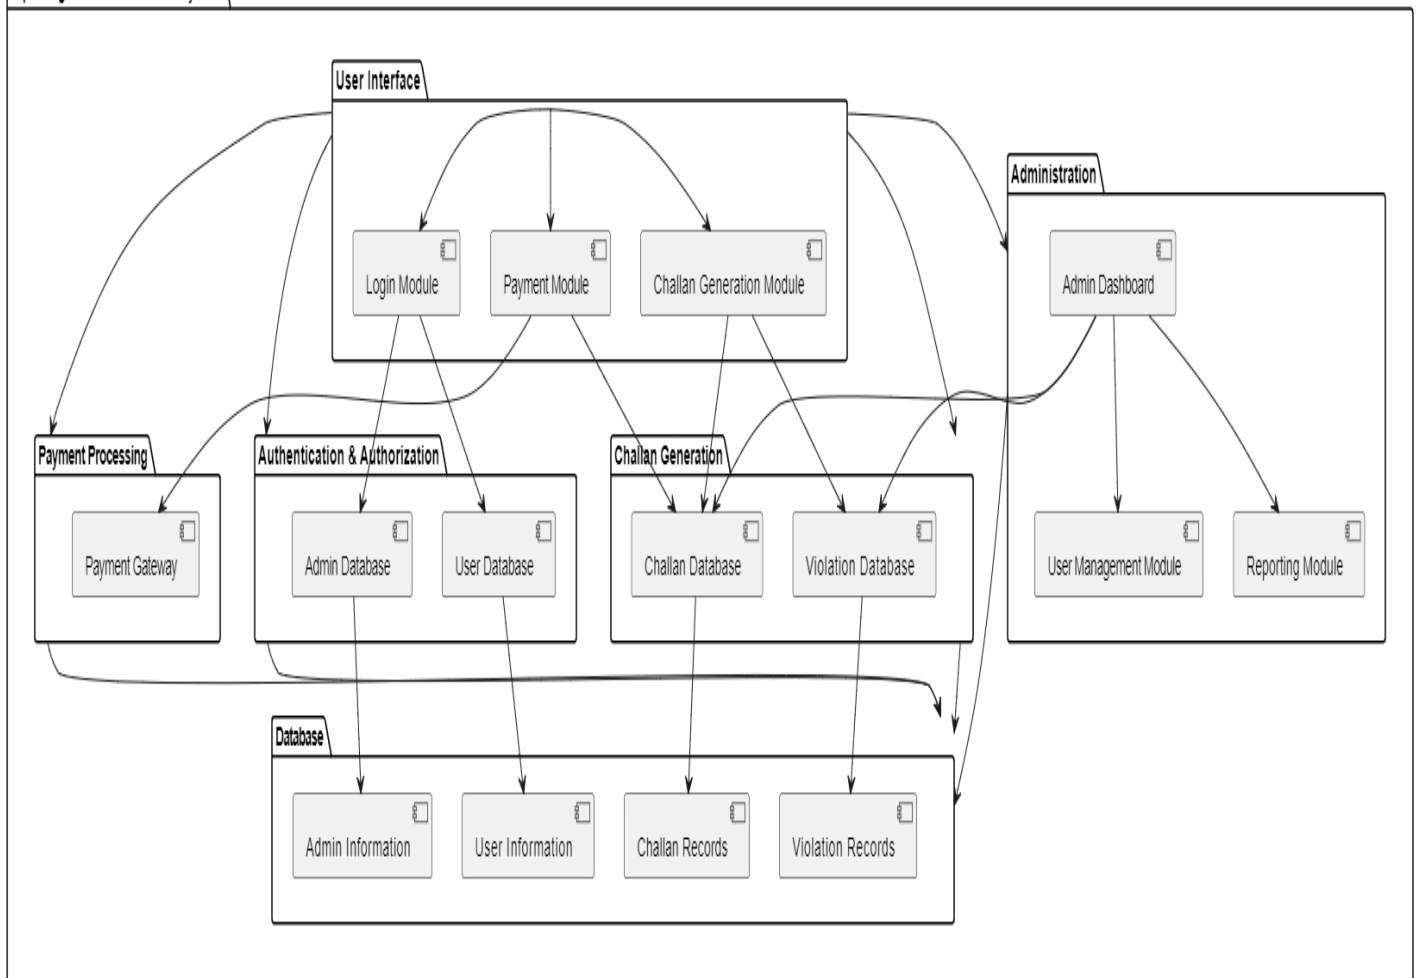 User Interface
Administration
Login Module
Payment Module
Challan Generation Module
Admin Dashboard
Payment Processing
Authentication & Authorization
Challan Generation
Payment Gateway
Admin Database
User Database
Challan Database
Violation Database
User Management Module
Reporting Module
Database
Admin Information
User Information
Challan Records
Violation Records